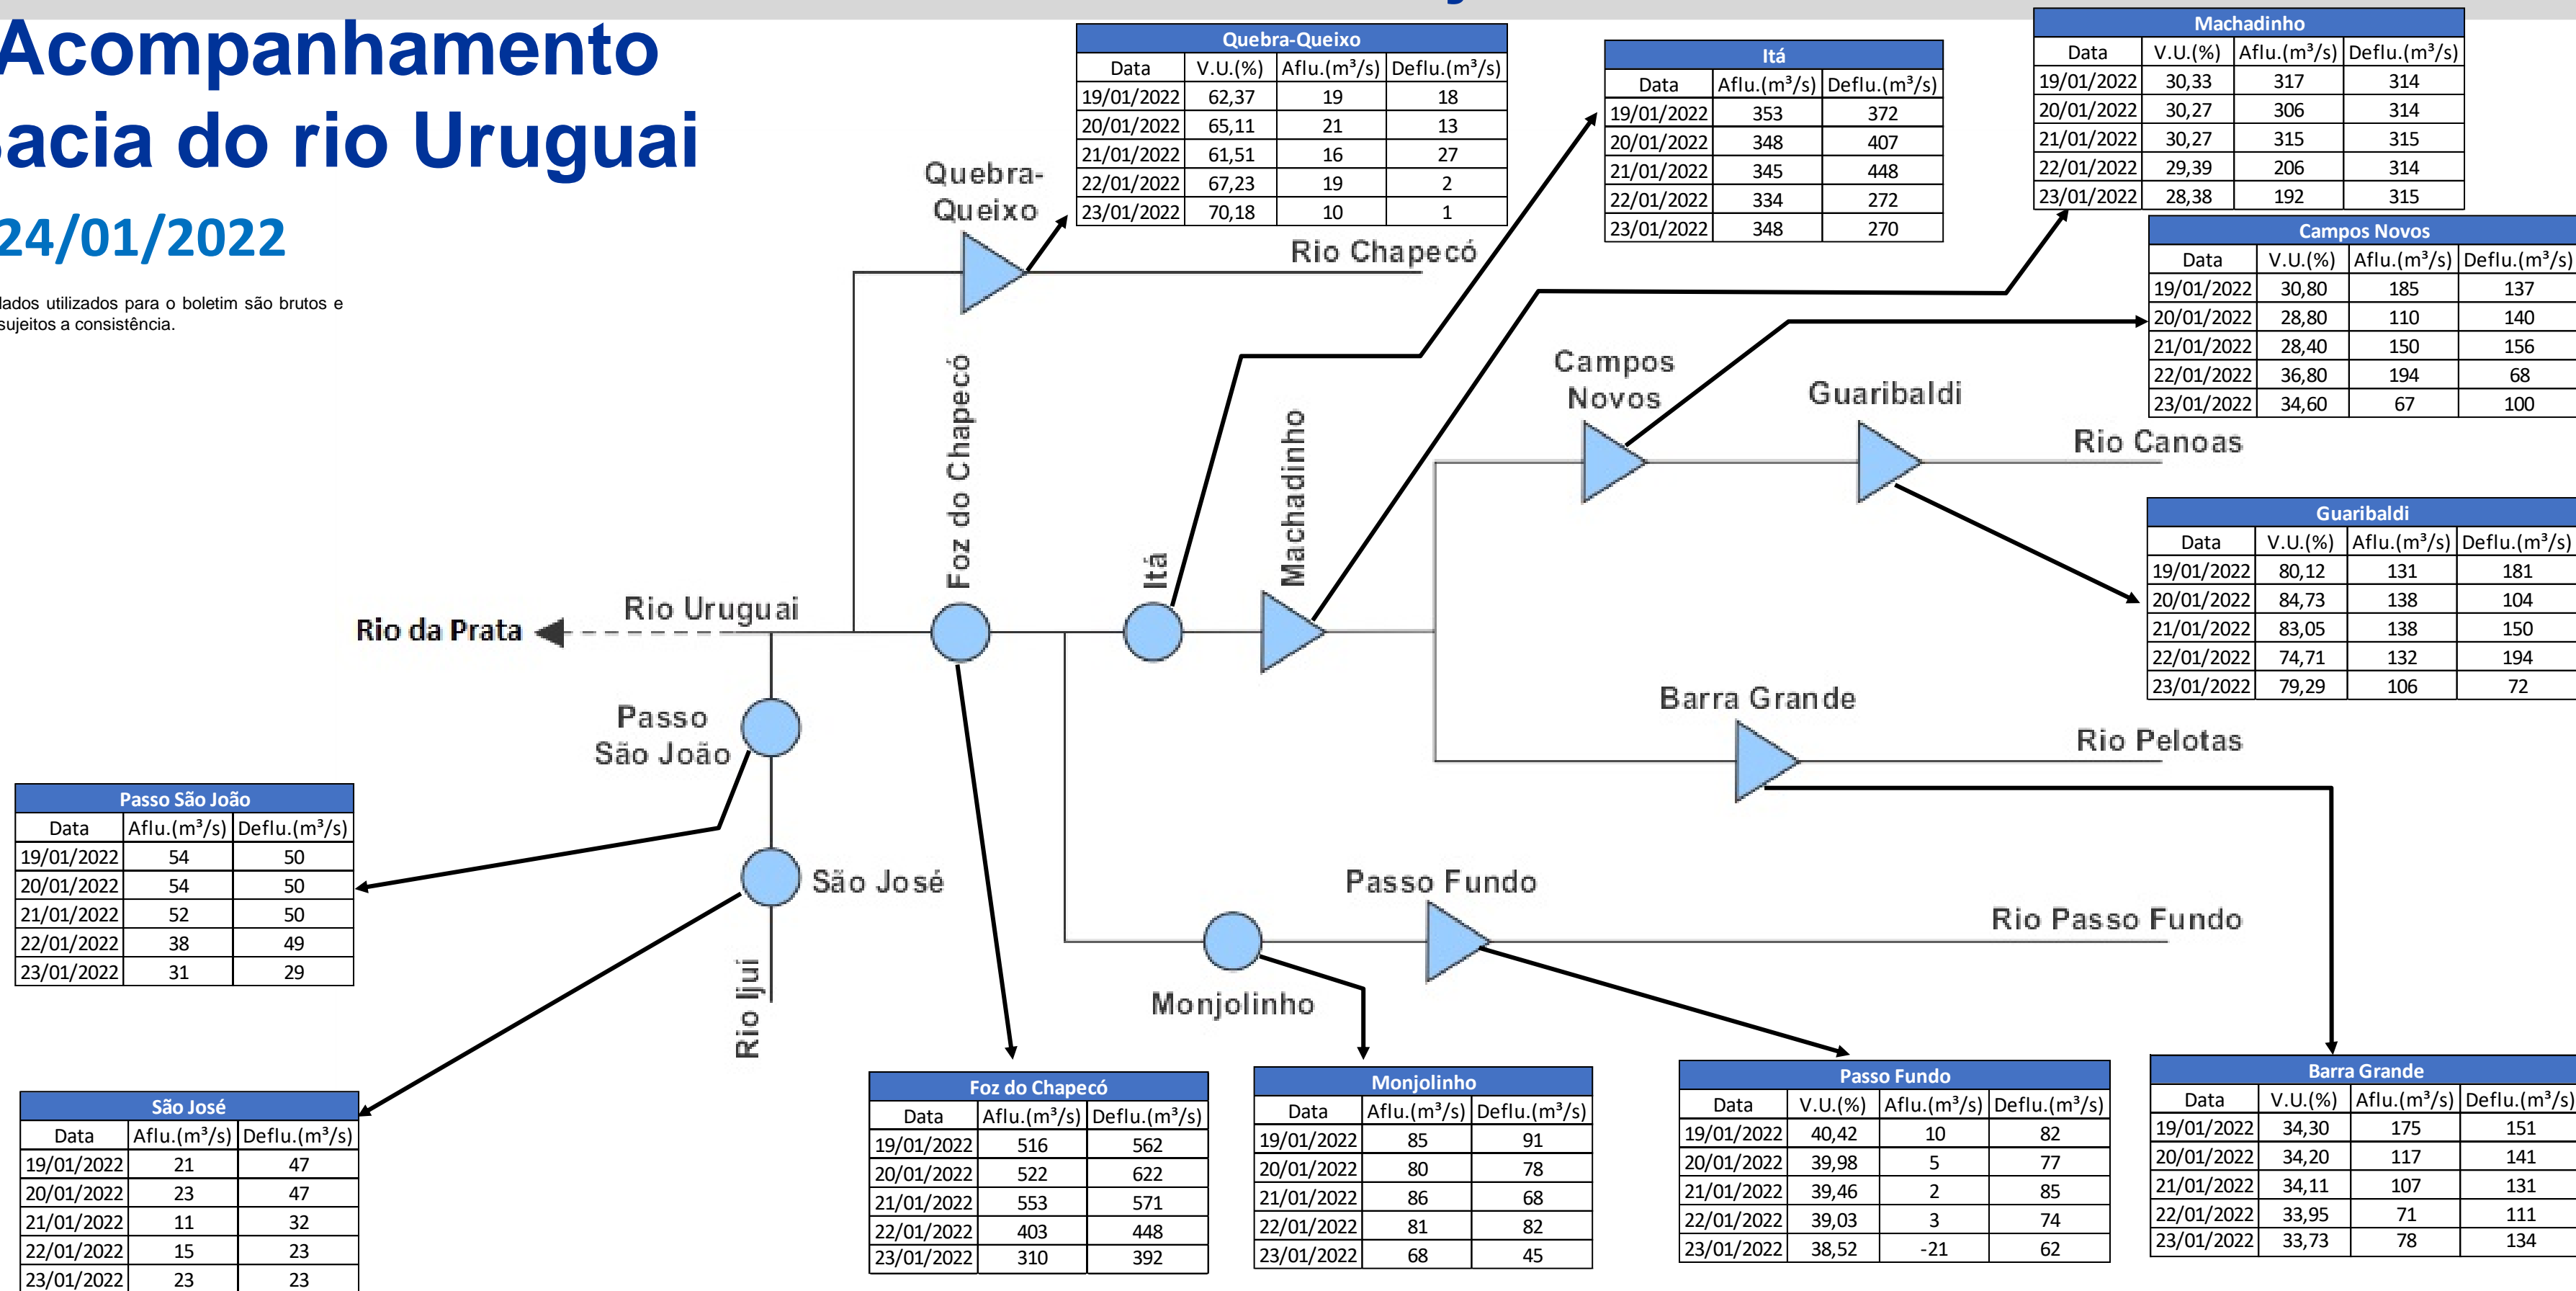 Acompanhamento
acia do rio Uruguai
24/01/2022
dados utilizados para o boletim são brutos e
sujeitos a consistência.
Quebra-Queixo
Data V.U.(%) Aflu.(m³/s) Deflu.(m³/s)
19/01/2022 62,37 19 18
20/01/2022 65,11 21 13
21/01/2022 61,51 16 27
22/01/2022 67,23 19 2
23/01/2022 70,18 10 1
Itá
Data Aflu.(m³/s) Deflu.(m³/s)
19/01/2022 353 372
20/01/2022 348 407
21/01/2022 345 448
22/01/2022 334 272
23/01/2022 348 270
Machadinho
Data V.U.(%) Aflu.(m³/s) Deflu.(m³/s)
19/01/2022 30,33 317 314
20/01/2022 30,27 306 314
21/01/2022 30,27 315 315
22/01/2022 29,39 206 314
23/01/2022 28,38 192 315
Campos Novos
Data V.U.(%) Aflu.(m³/s) Deflu.(m³/s)
19/01/2022 30,80 185 137
20/01/2022 28,80 110 140
21/01/2022 28,40 150 156
22/01/2022 36,80 194 68
23/01/2022 34,60 67 100
Guaribaldi
Data V.U.(%) Aflu.(m³/s) Deflu.(m³/s)
19/01/2022 80,12 131 181
20/01/2022 84,73 138 104
21/01/2022 83,05 138 150
22/01/2022 74,71 132 194
23/01/2022 79,29 106 72
Quebra-
Queixo
Rio Chapecó
Foz do Chapecó
Itá
Machadinho
Campos
Novos
Guaribaldi
Rio Canoas
Rio da Prata
Rio Uruguai
Barra Grande
Rio Pelotas
Passo
São João
São José
Rio Ijuí
Passo Fundo
Rio Passo Fundo
Monjolinho
Passo São João
Data Aflu.(m³/s) Deflu.(m³/s)
19/01/2022 54 50
20/01/2022 54 50
21/01/2022 52 50
22/01/2022 38 49
23/01/2022 31 29
São José
Data Aflu.(m³/s) Deflu.(m³/s)
19/01/2022 21 47
20/01/2022 23 47
21/01/2022 11 32
22/01/2022 15 23
23/01/2022 23 23
Foz do Chapecó
Data Aflu.(m³/s) Deflu.(m³/s)
19/01/2022 516 562
20/01/2022 522 622
21/01/2022 553 571
22/01/2022 403 448
23/01/2022 310 392
Monjolinho
Data Aflu.(m³/s) Deflu.(m³/s)
19/01/2022 85 91
20/01/2022 80 78
21/01/2022 86 68
22/01/2022 81 82
23/01/2022 68 45
Passo Fundo
Data V.U.(%) Aflu.(m³/s) Deflu.(m³/s)
19/01/2022 40,42 10 82
20/01/2022 39,98 5 77
21/01/2022 39,46 2 85
22/01/2022 39,03 3 74
23/01/2022 38,52 -21 62
Barra Grande
Data V.U.(%) Aflu.(m³/s) Deflu.(m³/s)
19/01/2022 34,30 175 151
20/01/2022 34,20 117 141
21/01/2022 34,11 107 131
22/01/2022 33,95 71 111
23/01/2022 33,73 78 134